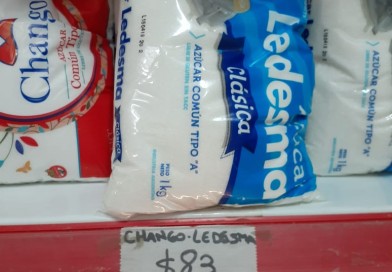 Chango
AZÚCAR
Común Tipo
Ledesma
AZÚCAR COMÚN TIPO "A"
PESO
NETO 1kg
Clásica
Ledesma
AZÚCAR COMÚN TIPO "A"
1kg
CHANGO-LEDESMA
$83